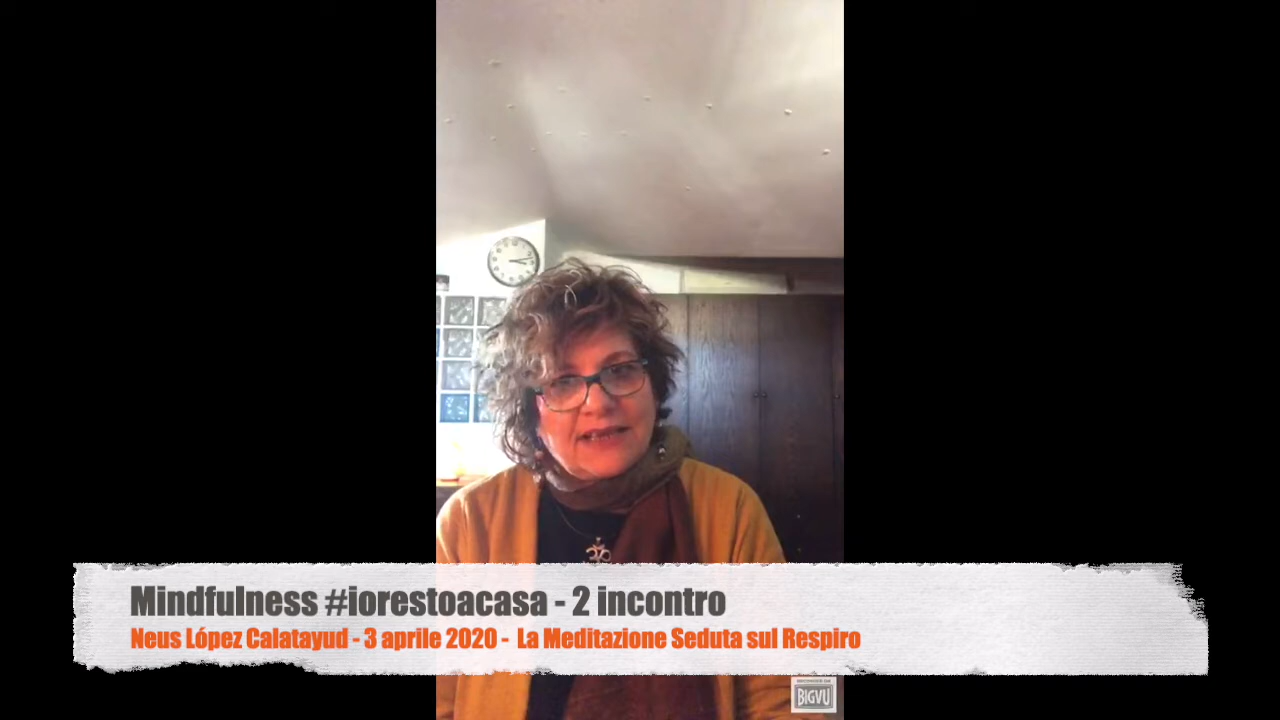 Mindfulness #iorestoacasa - 2 incontro
Neus López Calatayud - 3 aprile 2020 - La Meditazione Seduta sul Respiro
BIGVU